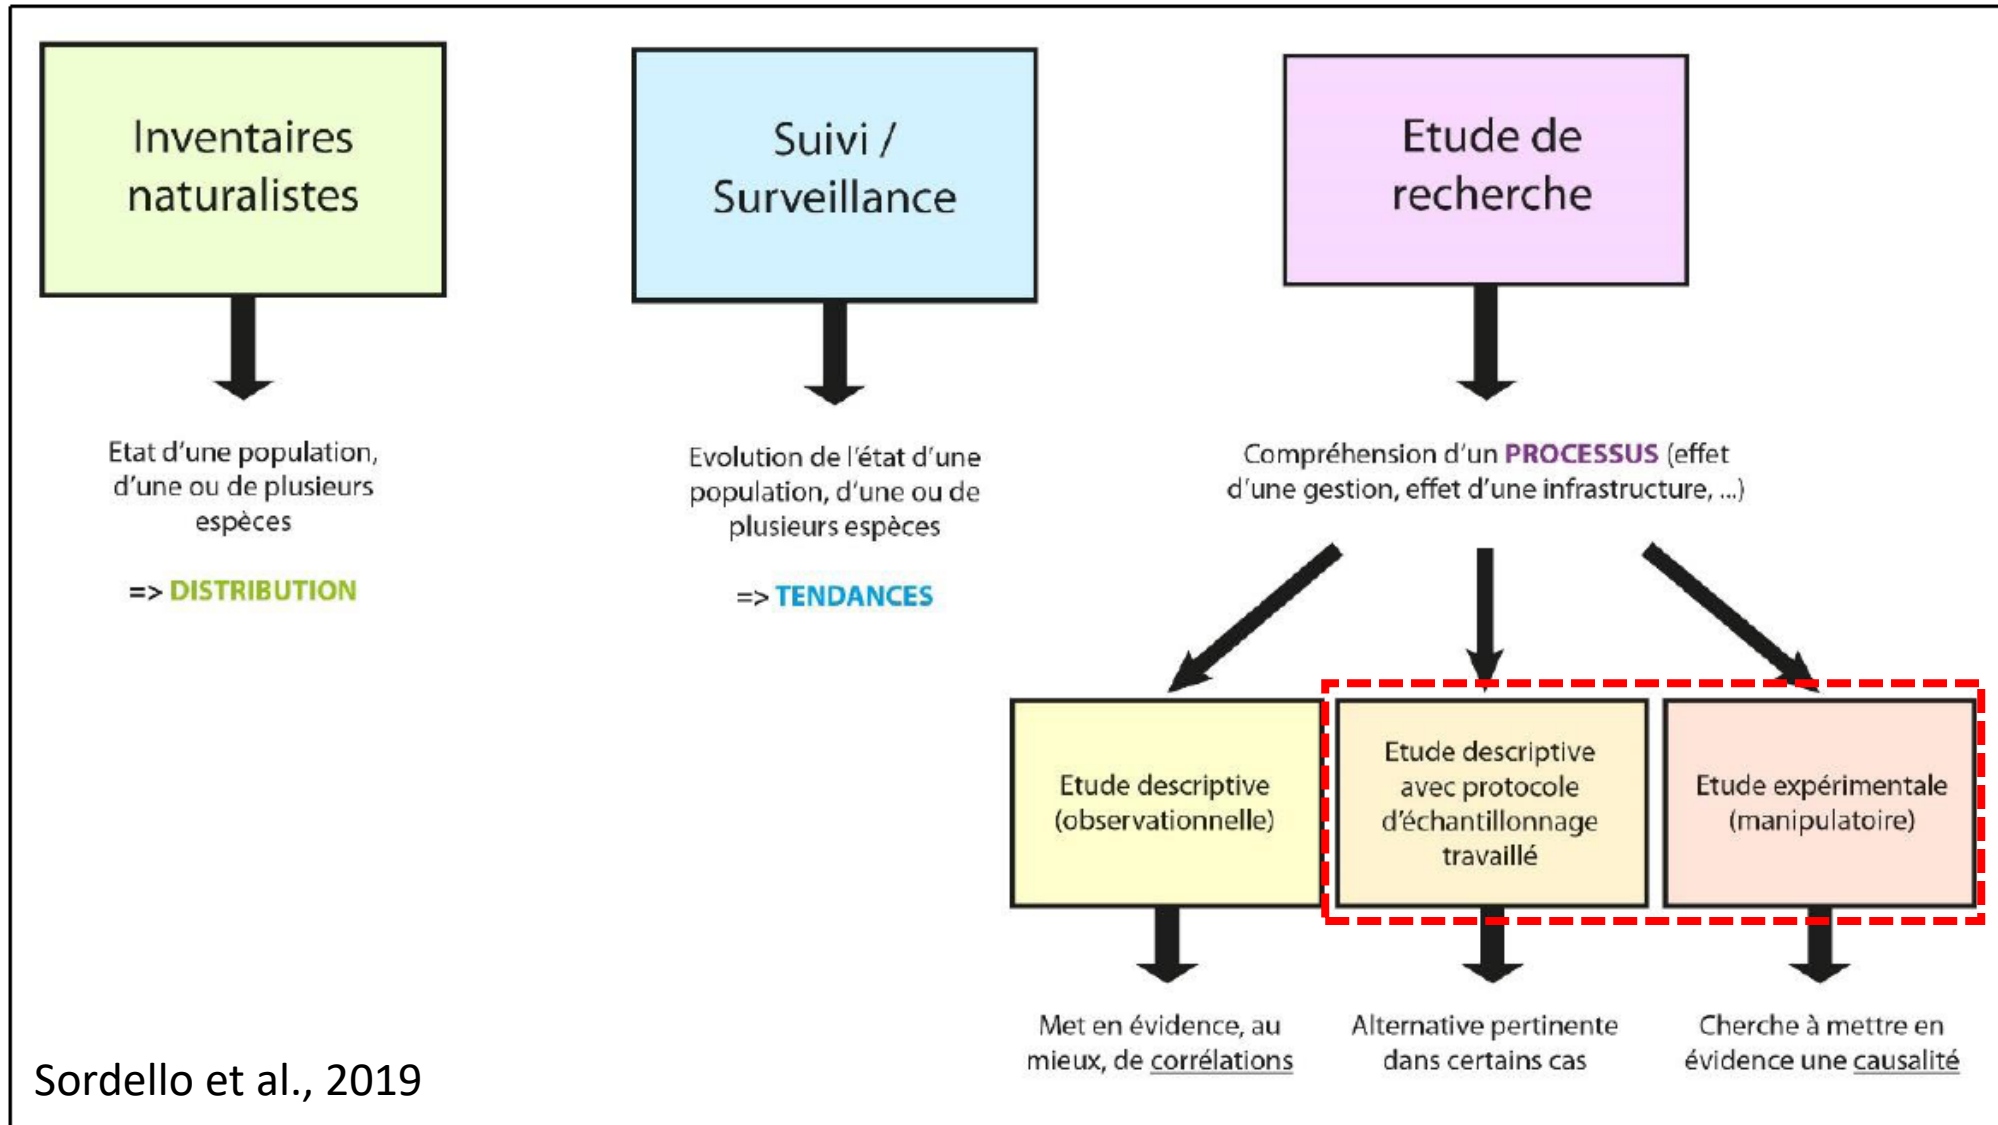 Inventaires
naturalistes
Etat d'une population,
d'une ou de plusieurs
espèces
=> DISTRIBUTION
Suivi /
Surveillance
Evolution de l'état d'une
population, d'une ou de
plusieurs espèces
=> TENDANCES
Etude de
recherche
Compréhension d'un PROCESSUS (effet
d'une gestion, effet d'une infrastructure, ...)
Etude descriptive
(observationnelle)
Met en évidence, au
mieux, de corrélations
Etude descriptive
avec protocole
d'échantillonnage
travaillé
Alternative pertinente
dans certains cas
Etude expérimentale
(manipulatoire)
Cherche à mettre en
évidence une causalité
Sordello et al., 2019